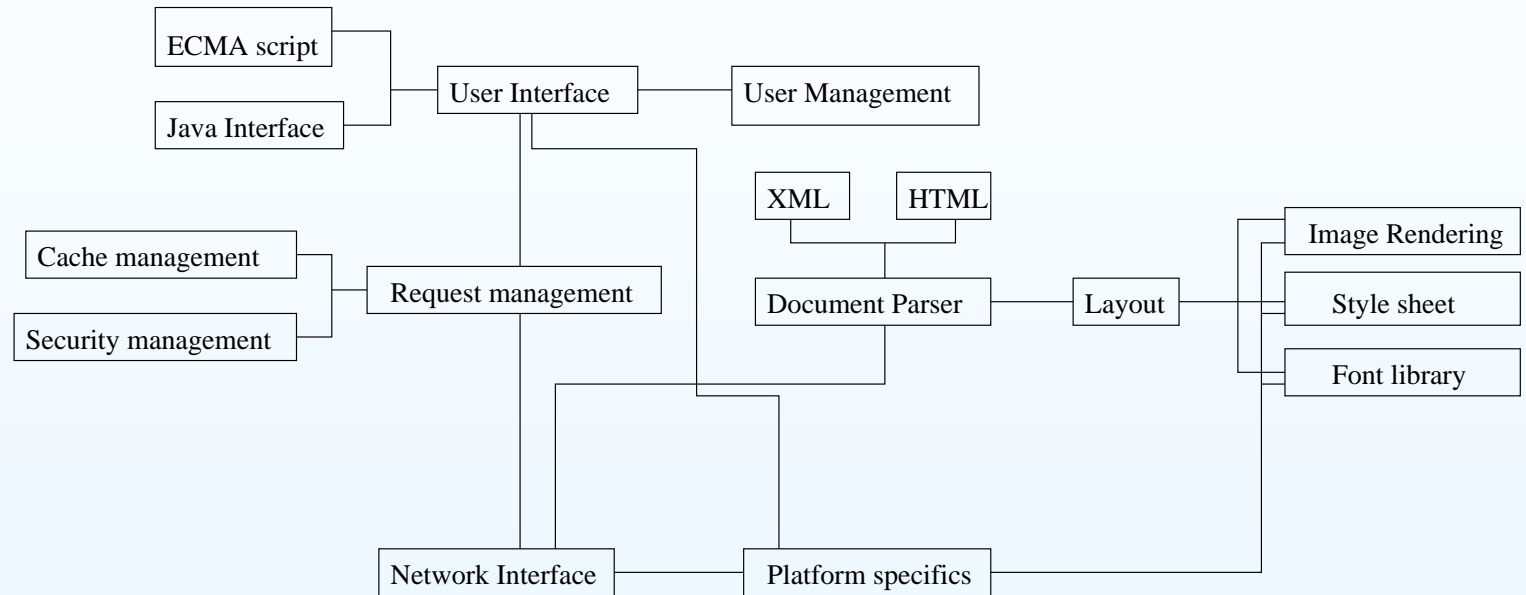 ECMA script
User Interface
User Management
Java Interface
XML
HTML
Image Rendering
Cache management
Request management
Document Parser
Layout
Style sheet
Security management
Font library
Network Interface
Platform specifics